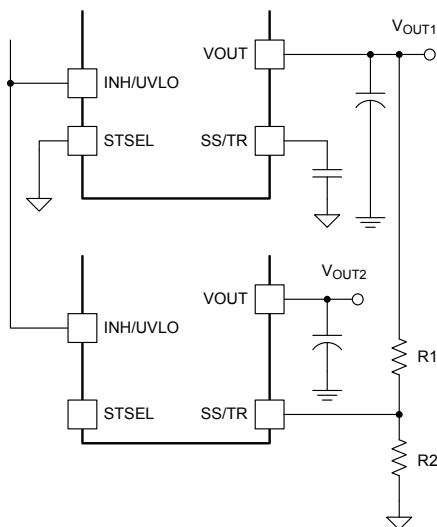 VOUT1
VOUT
INH/UVLO
STSEL
SS/TR
VOUT2
VOUT
INH/UVLO
R1
STSEL
SS/TR
R2